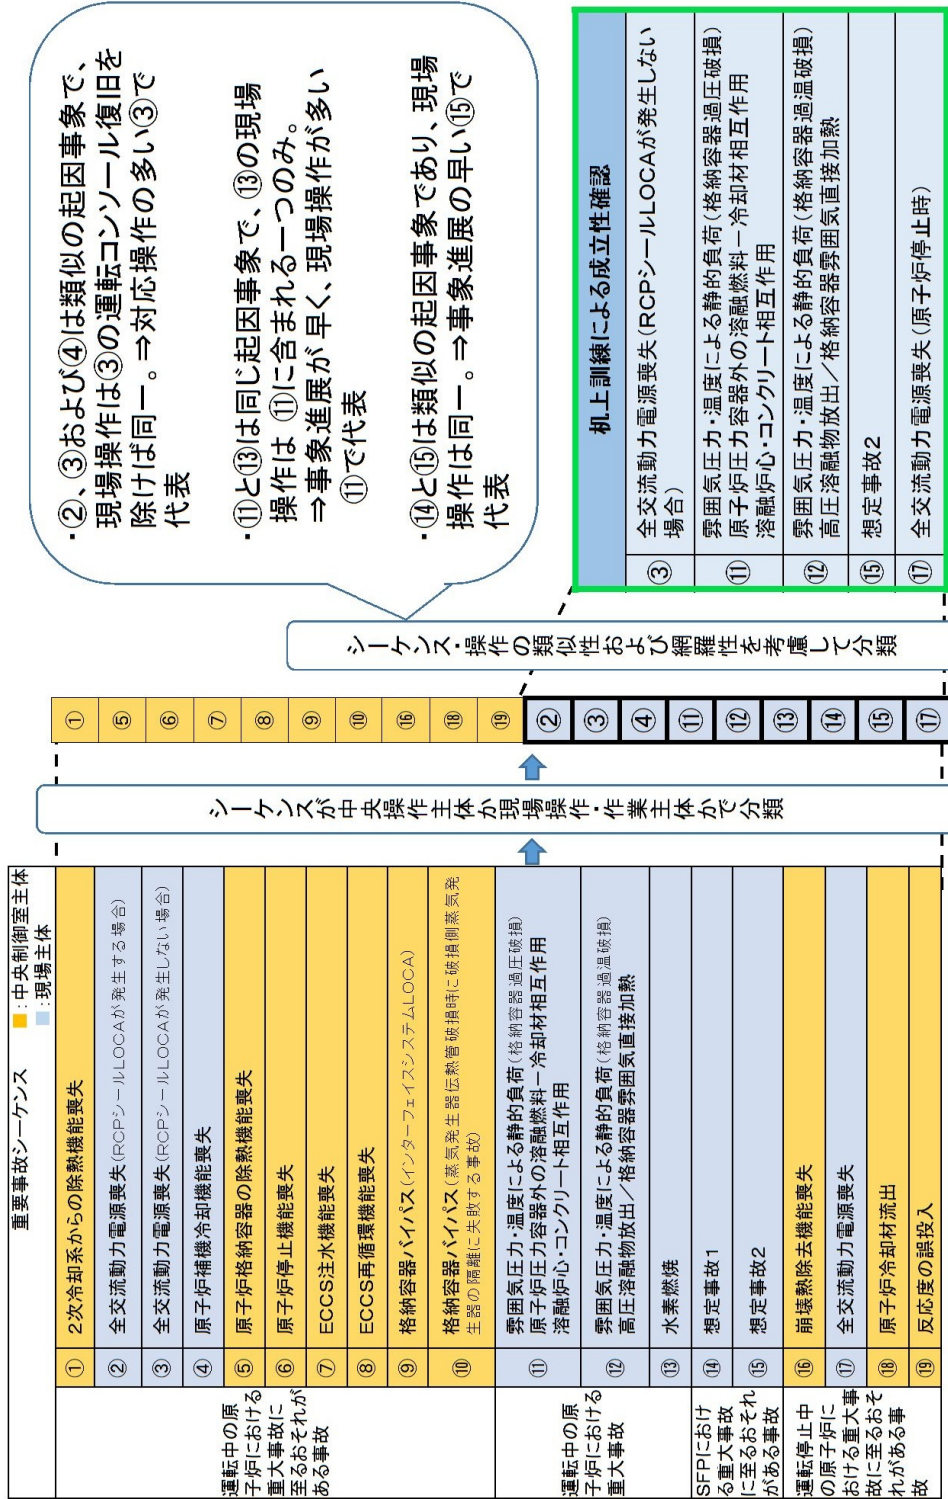 重要事故シーケンス
■:中央制御室主体
■:現場主体
運転中の原
子炉における
重大事故に
至るおそれが
ある事故
① 2次冷却系からの除熱機能喪失
② 全交流動力電源喪失(RCPシールLOCAが発生する場合)
③ 全交流動力電源喪失(RCPシールLOCAが発生しない場合)
④ 原子炉補機冷却機能喪失
⑤ 原子炉格納容器の除熱機能喪失
⑥ 原子炉停止機能喪失
⑦ ECCS注水機能喪失
⑧ ECCS再循環機能喪失
⑨ 格納容器バイパス(インターフェイスシステムLOCA)
⑩ 格納容器バイパス(蒸気発生器伝熱管破損時に破損側蒸気発
生器の隔離に失敗する事故)
運転中の原
子炉における
重大事故
⑪ 雰囲気圧力・温度による静的負荷(格納容器過圧破損)
原子炉圧力容器外の溶融燃料－冷却材相互作用
溶融炉心・コンクリート相互作用
⑫ 雰囲気圧力・温度による静的負荷(格納容器過温破損)
高圧溶融物放出／格納容器雰囲気直接加熱
⑬ 水素燃焼
SFPにおけ
る重大事故
に至るおそれ
がある事故
⑭ 想定事故1
⑮ 想定事故2
運転停止中
の原子炉に
おける重大事
故に至るおそ
れがある事
故
⑯ 崩壊熱除去機能喪失
⑰ 全交流動力電源喪失
⑱ 原子炉冷却材流出
⑲ 反応度の誤投入
シーケンスが中央操作主体か現場操作・作業主体かで分類
①
⑤
⑥
⑦
⑧
⑨
⑩
⑯
⑱
⑲
②
③
④
⑪
⑫
⑬
⑭
⑮
⑰
シーケンス・操作の類似性および網羅性を考慮して分類
・②、③および④は類似の起因事象で、
現場操作は③の運転コンソール復旧を
除けば同一。⇒対応操作の多い③で
代表
・⑪と⑬は同じ起因事象で、⑬の現場
操作は ⑪に含まれる一つのみ。
⇒事象進展が早く、現場操作が多い
⑪で代表
・⑭と⑮は類似の起因事象であり、現場
操作は同一。⇒事象進展の早い⑮で
代表
机上訓練による成立性確認
③ 全交流動力電源喪失(RCPシールLOCAが発生しない
場合)
⑪ 雰囲気圧力・温度による静的負荷(格納容器過圧破損)
原子炉圧力容器外の溶融燃料－冷却材相互作用
溶融炉心・コンクリート相互作用
⑫ 雰囲気圧力・温度による静的負荷(格納容器過温破損)
高圧溶融物放出／格納容器雰囲気直接加熱
⑮ 想定事故2
⑰ 全交流動力電源喪失(原子炉停止時)